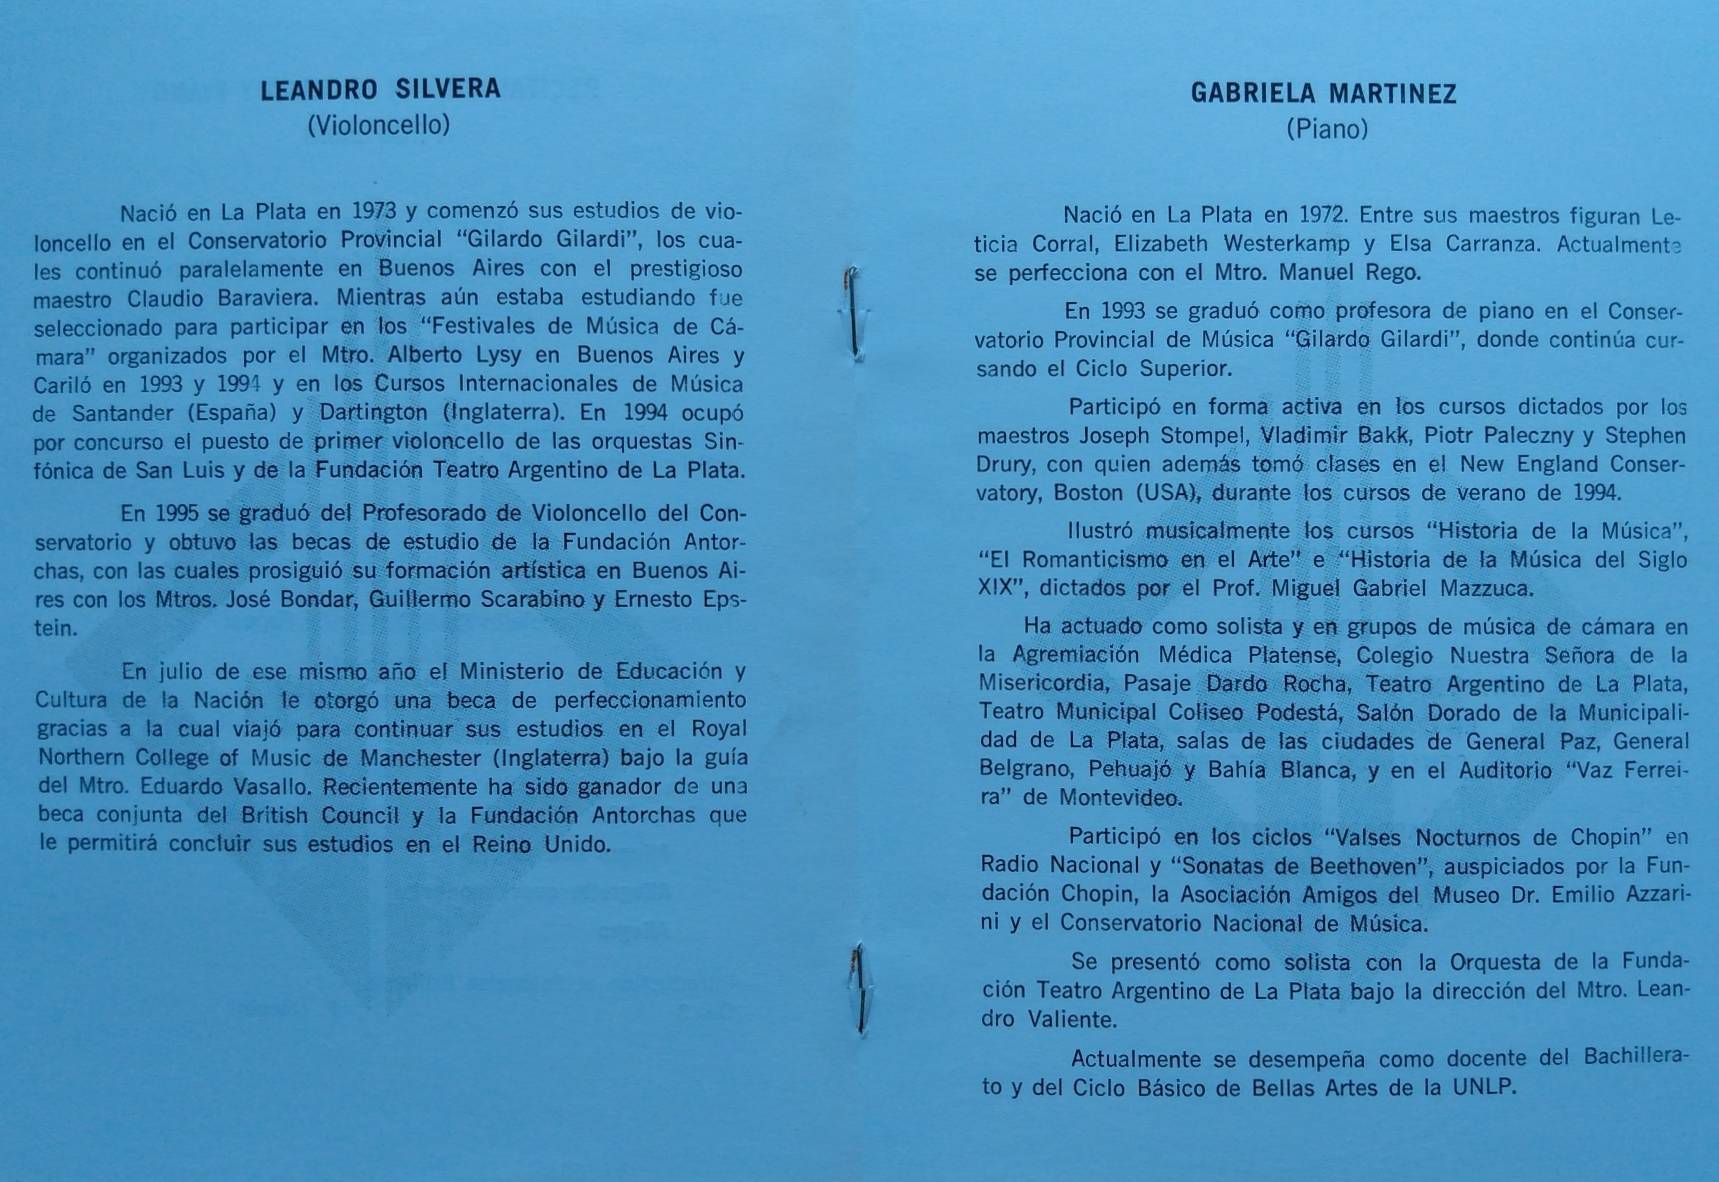 LEANDRO SILVERA
(Violoncello)
Nació en La Plata en 1973 y comenzó sus estudios de vio-
loncello en el Conservatorio Provincial “Gilardo Gilardi”, los cua-
les continuó paralelamente en Buenos Aires con el prestigioso
maestro Claudio Baraviera. Mientras aún estaba estudiando fue
seleccionado para participar en los “Festivales de Música de Cá-
mara” organizados por el Mtro. Alberto Lysy en Buenos Aires y
Cariló en 1993 y 1994 y en los Cursos Internacionales de Música
de Santander (España) y Dartington (Inglaterra). En 1994 ocupó
por concurso el puesto de primer violoncello de las orquestas Sin-
fónica de San Luis y de la Fundación Teatro Argentino de La Plata.
En 1995 se graduó del Profesorado de Violoncello del Con-
servatorio y obtuvo las becas de estudio de la Fundación Antor-
chas, con las cuales prosiguió su formación artística en Buenos Ai-
res con los Mtros. José Bondar, Guillermo Scarabino y Ernesto Eps-
tein.
En julio de ese mismo año el Ministerio de Educación y
Cultura de la Nación le otorgó una beca de perfeccionamiento
gracias a la cual viajó para continuar sus estudios en el Royal
Northern College of Music de Manchester (Inglaterra) bajo la guía
del Mtro. Eduardo Vasallo. Recientemente ha sido ganador de una
beca conjunta del British Council y la Fundación Antorchas que
le permitirá concluir sus estudios en el Reino Unido.
GABRIELA MARTINEZ
(Piano)
Nació en La Plata en 1972. Entre sus maestros figuran Le-
ticia Corral, Elizabeth Westerkamp y Elsa Carranza. Actualmente
se perfecciona con el Mtro. Manuel Rego.
En 1993 se graduó como profesora de piano en el Conser-
vatorio Provincial de Música “Gilardo Gilardi”, donde continúa cur-
sando el Ciclo Superior.
Participó en forma activa en los cursos dictados por los
maestros Joseph Stompel, Vladimir Bakk, Piotr Paleczny y Stephen
Drury, con quien además tomó clases en el New England Conser-
vatory, Boston (USA), durante los cursos de verano de 1994.
Ilustró musicalmente los cursos “Historia de la Música”,
“El Romanticismo en el Arte” e “Historia de la Música del Siglo
XIX”, dictados por el Prof. Miguel Gabriel Mazzuca.
Ha actuado como solista y en grupos de música de cámara en
la Agremiación Médica Platense, Colegio Nuestra Señora de la
Misericordia, Pasaje Dardo Rocha, Teatro Argentino de La Plata,
Teatro Municipal Coliseo Podestá, Salón Dorado de la Municipali-
dad de La Plata, salas de las ciudades de General Paz, General
Belgrano, Pehuajó y Bahía Blanca, y en el Auditorio “Vaz Ferrei-
ra” de Montevideo.
Participó en los ciclos “Valses Nocturnos de Chopin” en
Radio Nacional y “Sonatas de Beethoven”, auspiciados por la Fun-
dación Chopin, la Asociación Amigos del Museo Dr. Emilio Azzari-
ni y el Conservatorio Nacional de Música.
Se presentó como solista con la Orquesta de la Funda-
ción Teatro Argentino de La Plata bajo la dirección del Mtro. Lean-
dro Valiente.
Actualmente se desempeña como docente del Bachillera-
to y del Ciclo Básico de Bellas Artes de la UNLP.